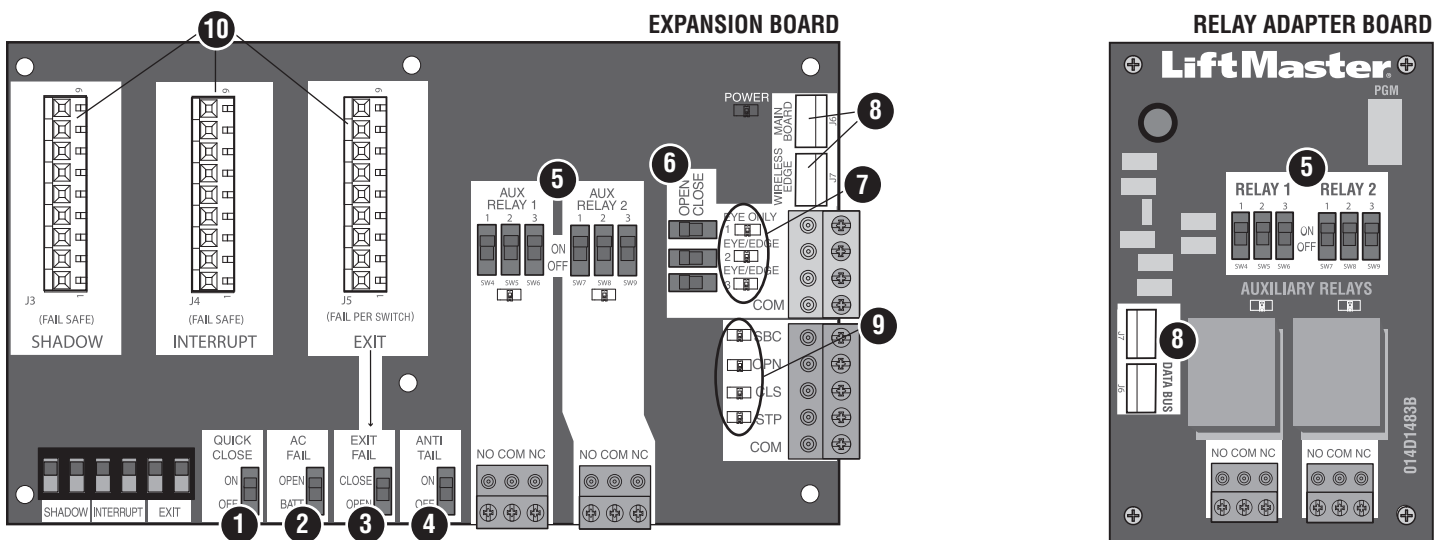 EXPANSION BOARD
10
6
6
6
J3
1
J4
1
J5
1
(FAIL SAFE)
(FAIL SAFE)
(FAIL PER SWITCH)
SHADOW
INTERRUPT
EXIT
POWER
MAIN BOARD
J6
8
WIRELESS EDGE
J7
5
AUX RELAY 1
AUX RELAY 2
1 2 3
1 2 3
ON
OFF
SW4 SW5 SW6
SW7 SW8 SW9
6
OPEN
CLOSE
7
EYE ONLY
1
EYE/EDGE
2
EYE/EDGE
3
COM
9
SBC
OPN
CLS
STP
COM
SHADOW INTERRUPT EXIT
QUICK CLOSE
ON
OFF
1
AC FAIL
OPEN
BATT
2
EXIT FAIL
CLOSE
OPEN
3
ANTI TAIL
ON
OFF
4
NO COM NC
NO COM NC
RELAY ADAPTER BOARD
LiftMaster
PGM
5
RELAY 1
RELAY 2
1 2 3
1 2 3
ON
OFF
SW4 SW5 SW6
SW7 SW8 SW9
AUXILIARY RELAYS
J7
8
J6
DATA BUS
014D1483B
NO COM NC
NO COM NC